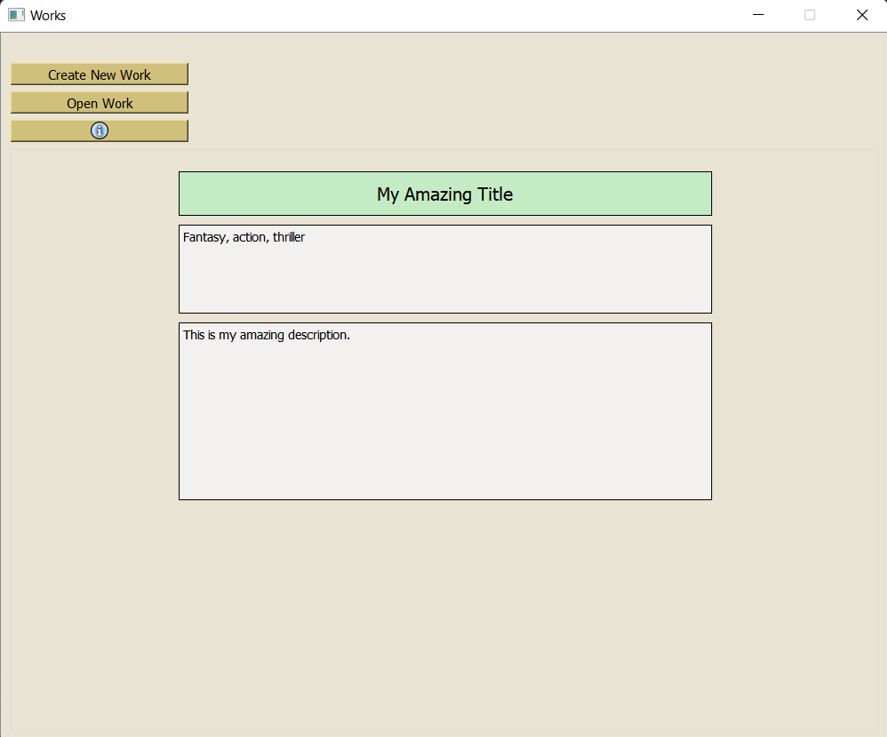 Works
Create New Work
Open Work
My Amazing Title
Fantasy, action, thriller
This is my amazing description.